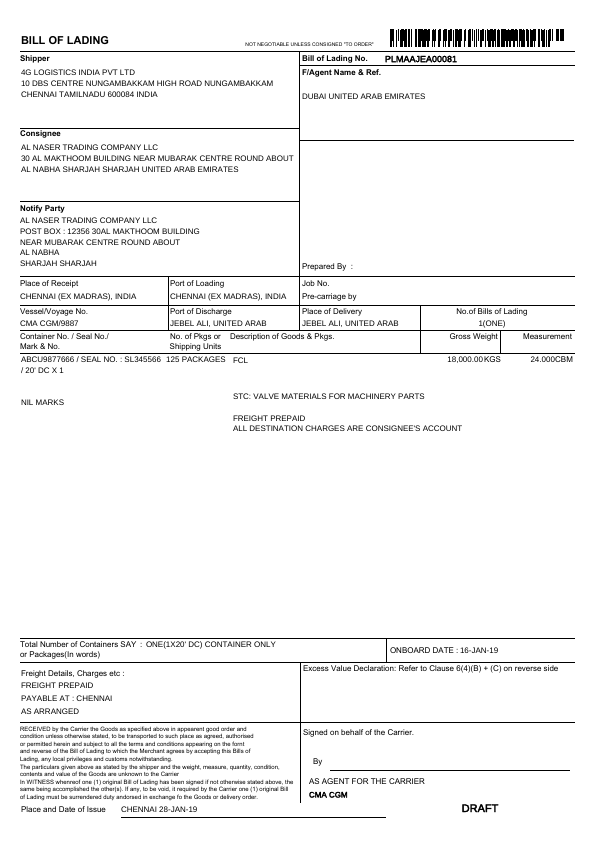 BILL OF LADING
NOT NEGOTIABLE UNLESS CONSIGNED "TO ORDER"
Shipper
4G LOGISTICS INDIA PVT LTD
10 DBS CENTRE NUNGAMBAKKAM HIGH ROAD NUNGAMBAKKAM
CHENNAI TAMILNADU 600084 INDIA
Bill of Lading No. PLMAAJEA00081
F/Agent Name & Ref.
DUBAI UNITED ARAB EMIRATES
Consignee
AL NASER TRADING COMPANY LLC
30 AL MAKTHOOM BUILDING NEAR MUBARAK CENTRE ROUND ABOUT
AL NABHA SHARJAH SHARJAH UNITED ARAB EMIRATES
Notify Party
AL NASER TRADING COMPANY LLC
POST BOX : 12356 30AL MAKTHOOM BUILDING
NEAR MUBARAK CENTRE ROUND ABOUT
AL NABHA
SHARJAH SHARJAH
Prepared By :
Place of Receipt Port of Loading Job No.
CHENNAI (EX MADRAS), INDIA CHENNAI (EX MADRAS), INDIA Pre-carriage by
Vessel/Voyage No. Port of Discharge Place of Delivery No.of Bills of Lading
CMA CGM/9887 JEBEL ALI, UNITED ARAB JEBEL ALI, UNITED ARAB 1(ONE)
Container No. / Seal No./ No. of Pkgs or Description of Goods & Pkgs. Gross Weight Measurement
Mark & No. Shipping Units
ABCU9877666 / SEAL NO. : SL345566 125 PACKAGES FCL 18,000.00KGS 24.000CBM
/ 20' DC X 1
NIL MARKS
STC: VALVE MATERIALS FOR MACHINERY PARTS
FREIGHT PREPAID
ALL DESTINATION CHARGES ARE CONSIGNEE'S ACCOUNT
Total Number of Containers SAY : ONE(1X20' DC) CONTAINER ONLY
or Packages(In words)
ONBOARD DATE : 16-JAN-19
Freight Details, Charges etc :
FREIGHT PREPAID
PAYABLE AT : CHENNAI
AS ARRANGED
Excess Value Declaration: Refer to Clause 6(4)(B) + (C) on reverse side
RECEIVED by the Carrier the Goods as specified above in appearent good order and
condition unless otherwise stated, to be transported to such place as agreed, authorised
or permitted herein and subject to all the terms and conditions appearing on the fornt
and reverse of the Bill of Lading to which the Merchant agrees by accepting this Bills of
Lading, any local privileges and customs notwithstanding.
The particulars given above as stated by the shipper and the weight, measure, quantity, condition,
contents and value of the Goods are unknown to the Carrier
In WITNESS whenreof one (1) original Bill of Lading has been signed if not otherwise stated above, the
same being accomplished the other(s). If any, to be void, it required by the Carrier one (1) original Bill
of Lading must be surrendered duty andorsed in exchange fo the Goods or delivery order.
Signed on behalf of the Carrier.
By
AS AGENT FOR THE CARRIER
CMA CGM
Place and Date of Issue CHENNAI 28-JAN-19
DRAFT